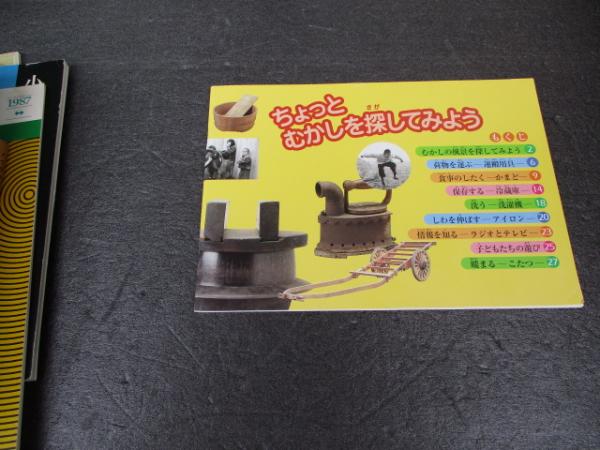 1987
ちょっと
むかしを探してみよう
さが
もくじ
むかしの風景を探してみよう 2
荷物を運ぶ―運搬用具― 6
食事のしたく―かまど― 9
保存する―冷蔵庫― 14
洗う―洗濯機― 18
しわを伸ばす―アイロン― 20
情報を知る―ラジオとテレビ― 23
子どもたちの遊び 25
暖まる―こたつ― 27